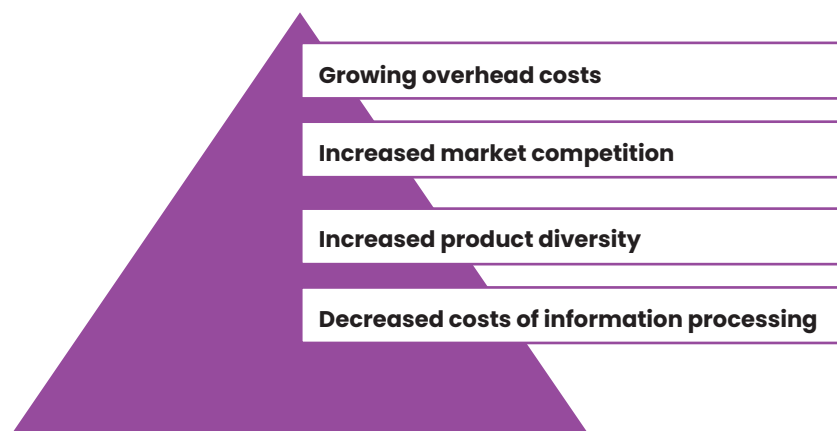 Growing overhead costs
Increased market competition
Increased product diversity
Decreased costs of information processing